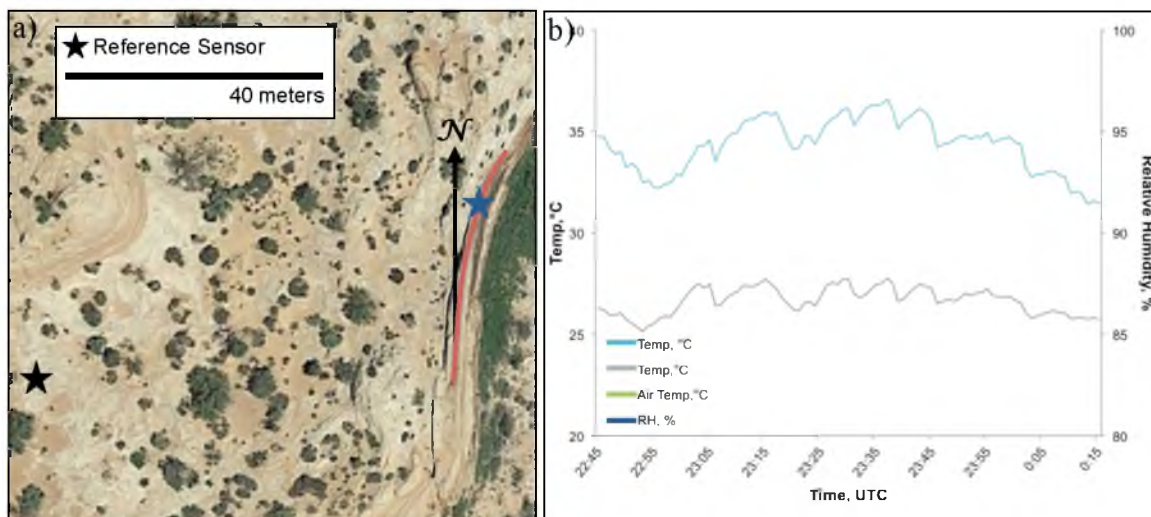 a)
Reference Sensor
40 meters
N
b)
40
35
30
25
20
Temp,°C
100
95
90
85
80
Relative Humidity, %
Temp, °C
Temp,°C
Air Temp,°C
RH, %
22:45
22:55
23:05
23:15
23:25
23:35
23:45
23:55
0:05
0:15
Time, UTC